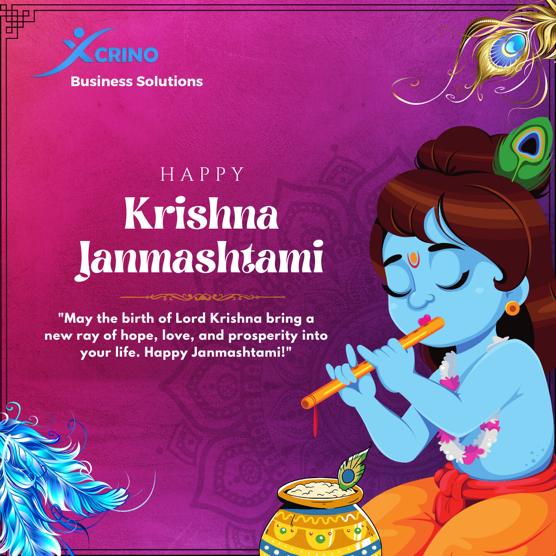 XCRINO
Business Solutions
HAPPY
Krishna
Janmashtami
"May the birth of Lord Krishna bring a
new ray of hope, love, and prosperity into
your life. Happy Janmashtami!"